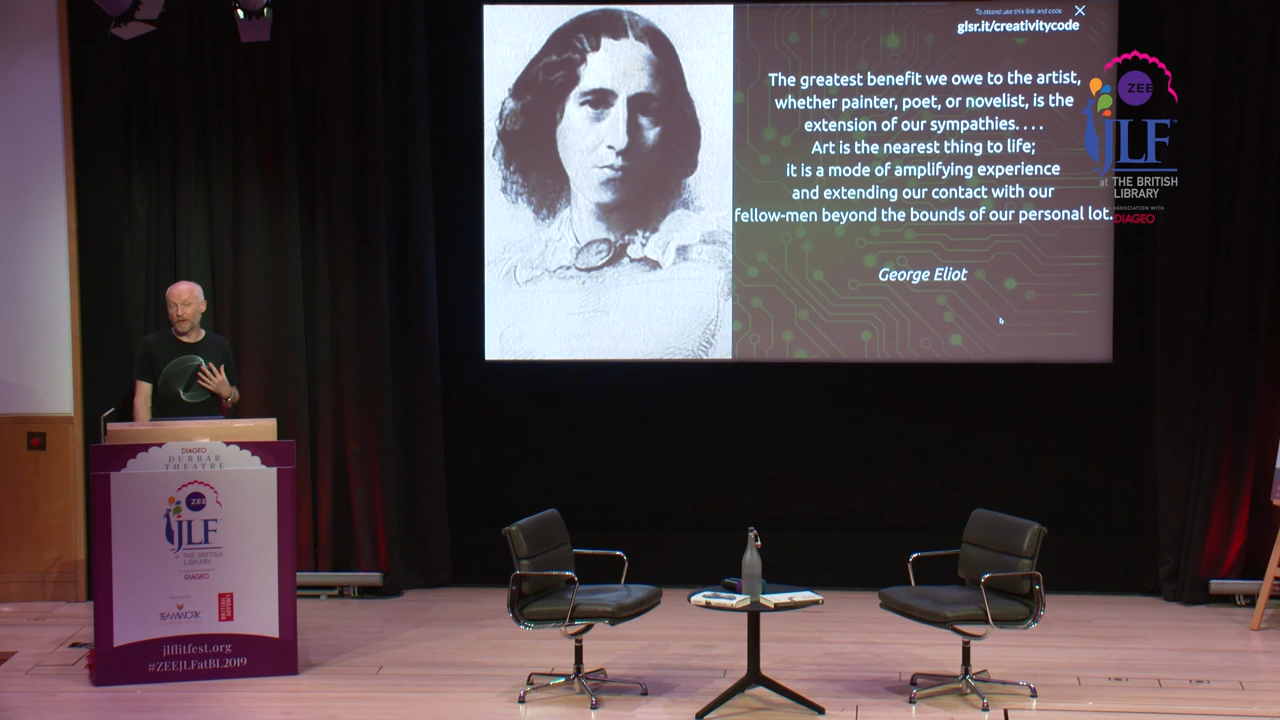 To attend use this link and code
glsr.it/creativitycode
The greatest benefit we owe to the artist,
whether painter, poet, or novelist, is the
extension of our sympathies. . . .
Art is the nearest thing to life;
it is a mode of amplifying experience
and extending our contact with our
fellow-men beyond the bounds of our personal lot.
George Eliot
ZEE
JLF
at THE BRITISH
LIBRARY
ASSOCIATION WITH
DIAGEO
DIAGEO
DURBAR
THEATRE
ZEE
JLF
at THE BRITISH
LIBRARY
DIAGEO
TEAMWORK
jlflitfest.org
#ZEEJLFatBL2019